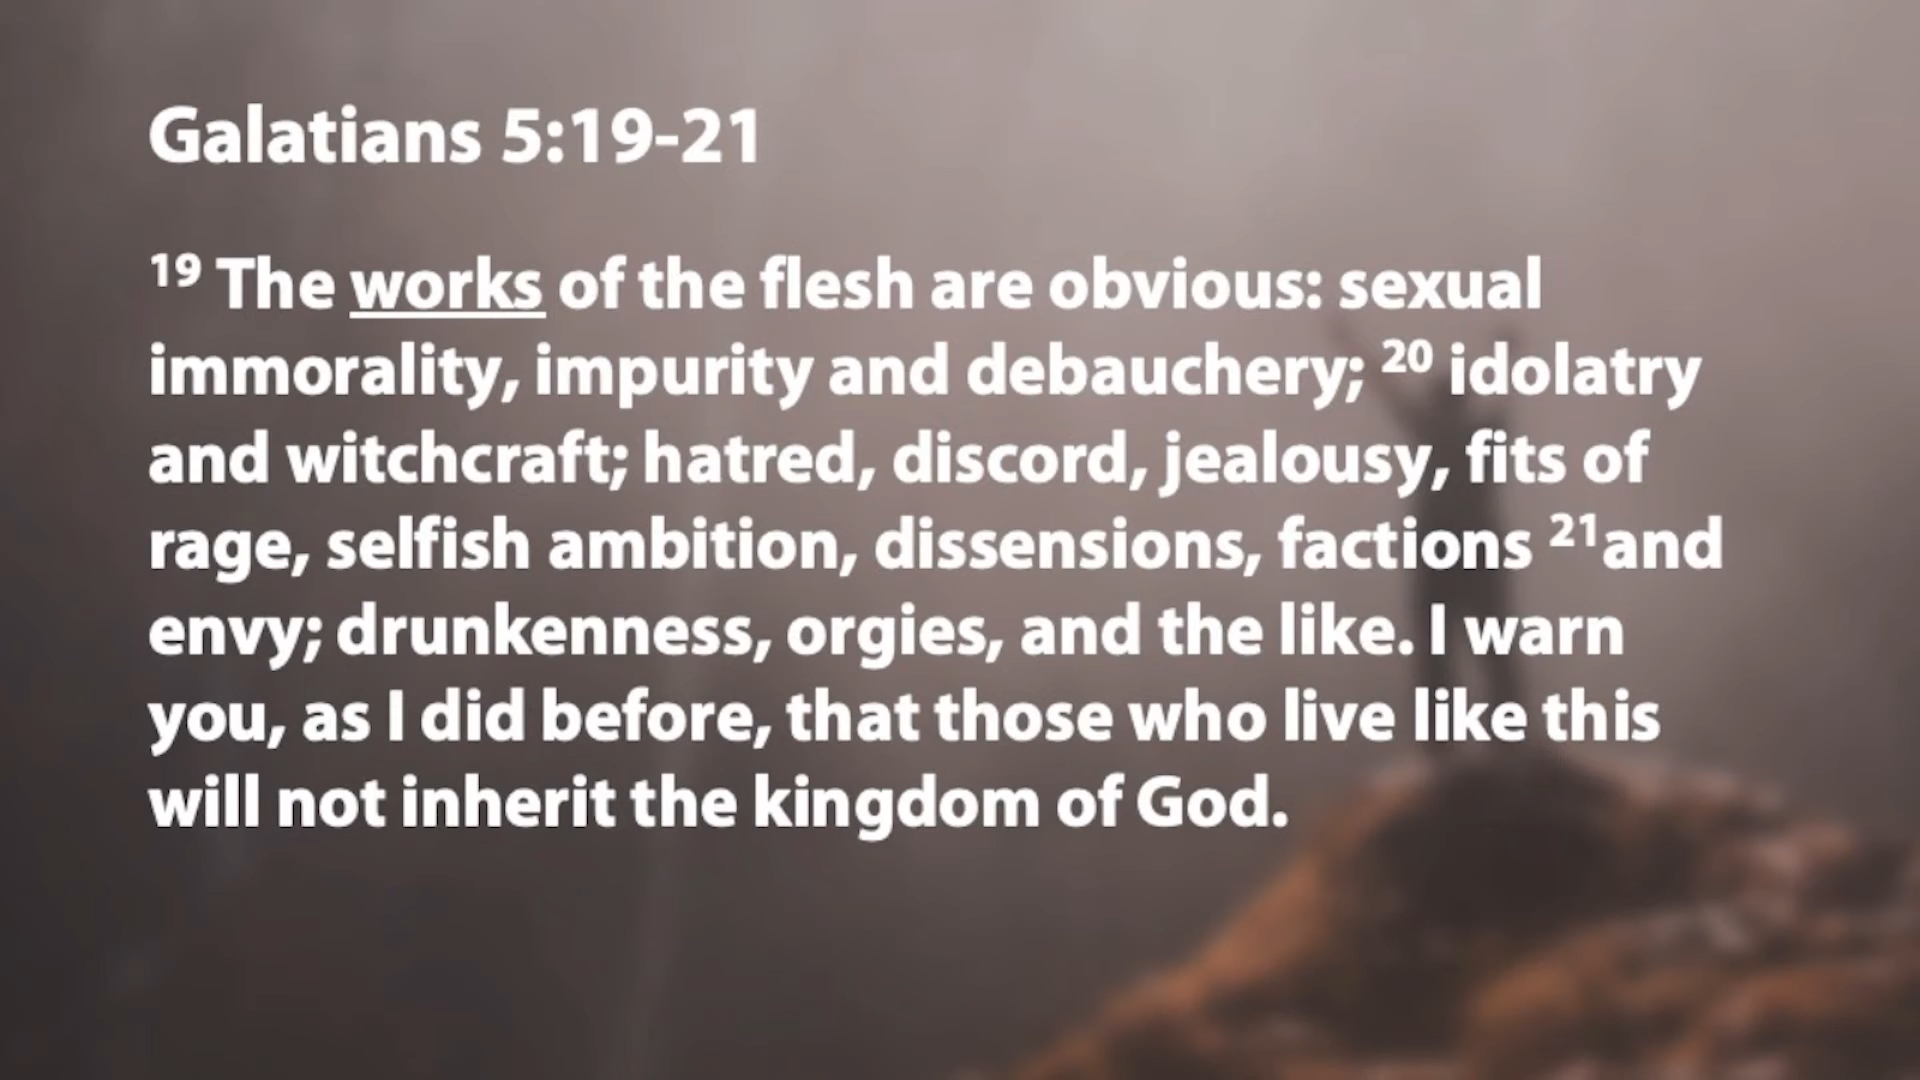 Galatians 5:19-21
19 The works of the flesh are obvious: sexual
immorality, impurity and debauchery; 20 idolatry
and witchcraft; hatred, discord, jealousy, fits of
rage, selfish ambition, dissensions, factions 21and
envy; drunkenness, orgies, and the like. I warn
you, as I did before, that those who live like this
will not inherit the kingdom of God.